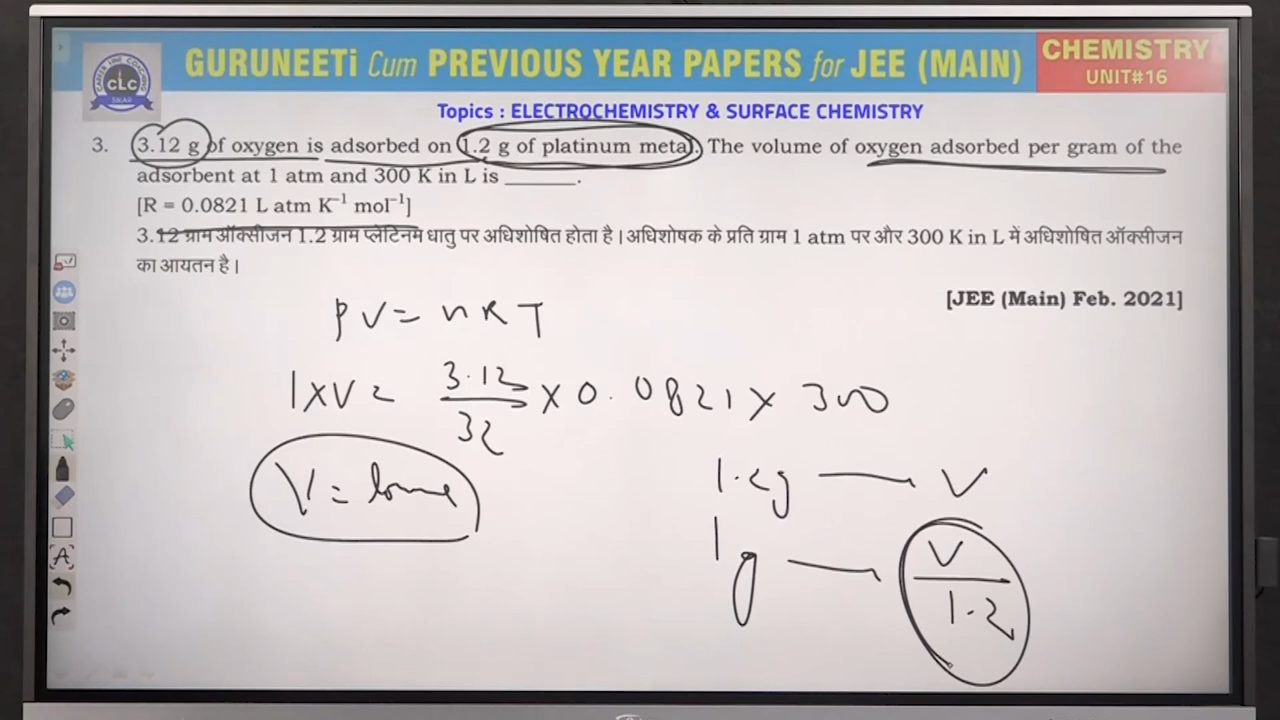 GURUNEETi Cum PREVIOUS YEAR PAPERS for JEE (MAIN)
CHEMISTRY
UNIT#16
CLC
SIKAR
Topics : ELECTROCHEMISTRY & SURFACE CHEMISTRY
3. 3.12 g of oxygen is adsorbed on 1.2 g of platinum metal. The volume of oxygen adsorbed per gram of the
adsorbent at 1 atm and 300 K in L is ________.
[R = 0.0821 L atm K⁻¹ mol⁻¹]
3.12 ग्राम ऑक्सीजन 1.2 ग्राम प्लेटिनम धातु पर अधिशोषित होता है। अधिशोषक के प्रति ग्राम 1 atm पर और 300 K in L में अधिशोषित ऑक्सीजन
का आयतन है।
[JEE (Main) Feb. 2021]
PV = nRT
1×V = 3.12/32 × 0.0821 × 300
V =
1.2g — V
1g — V/1.2